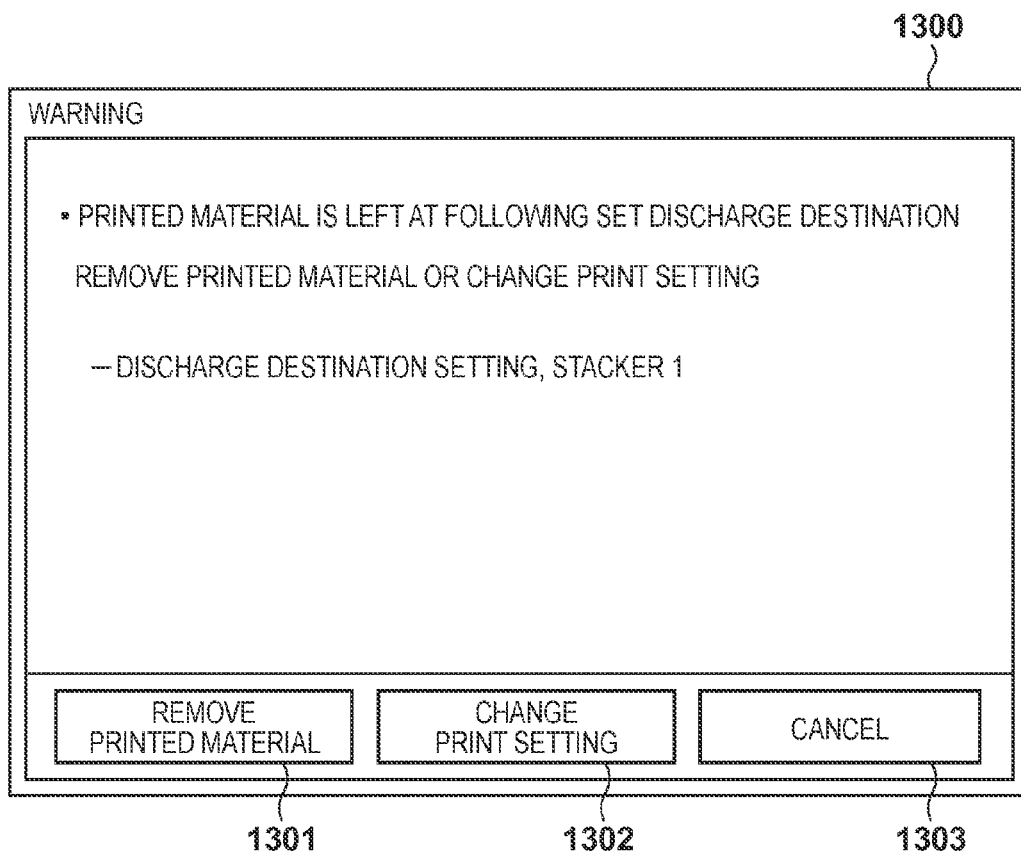 1300
WARNING
• PRINTED MATERIAL IS LEFT AT FOLLOWING SET DISCHARGE DESTINATION
REMOVE PRINTED MATERIAL OR CHANGE PRINT SETTING
— DISCHARGE DESTINATION SETTING, STACKER 1
REMOVE
PRINTED MATERIAL
CHANGE
PRINT SETTING
CANCEL
1301
1302
1303